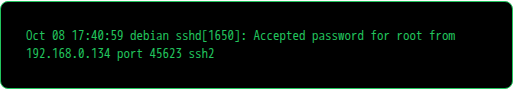 Oct 08 17:40:59 debian sshd[1650]: Accepted password for root from
192.168.0.134 port 45623 ssh2